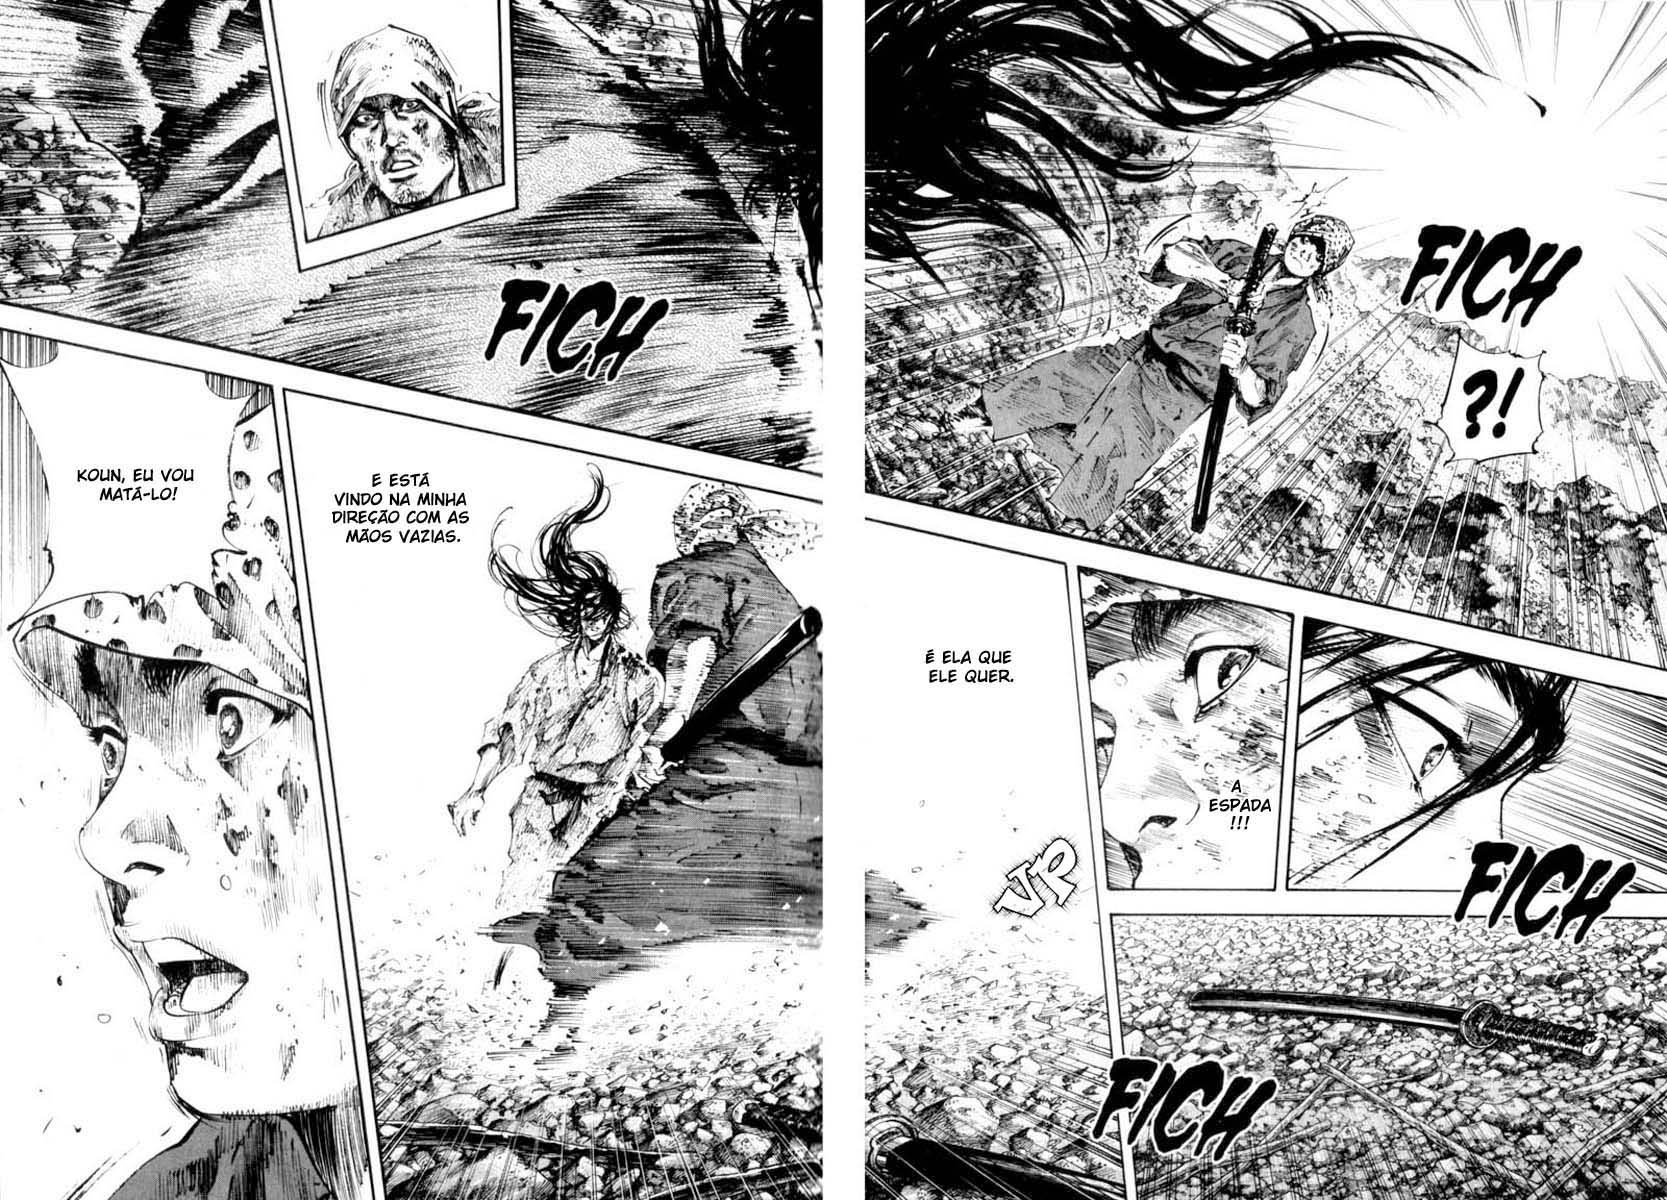 FICH
?!
A
ESPADA
!!!
FICH
É ELA QUE
ELE QUER.
VP
FICH
FICH
E ESTÁ
VINDO NA MINHA
DIREÇÃO COM AS
MÃOS VAZIAS.
KOUN, EU VOU
MATÁ-LO!